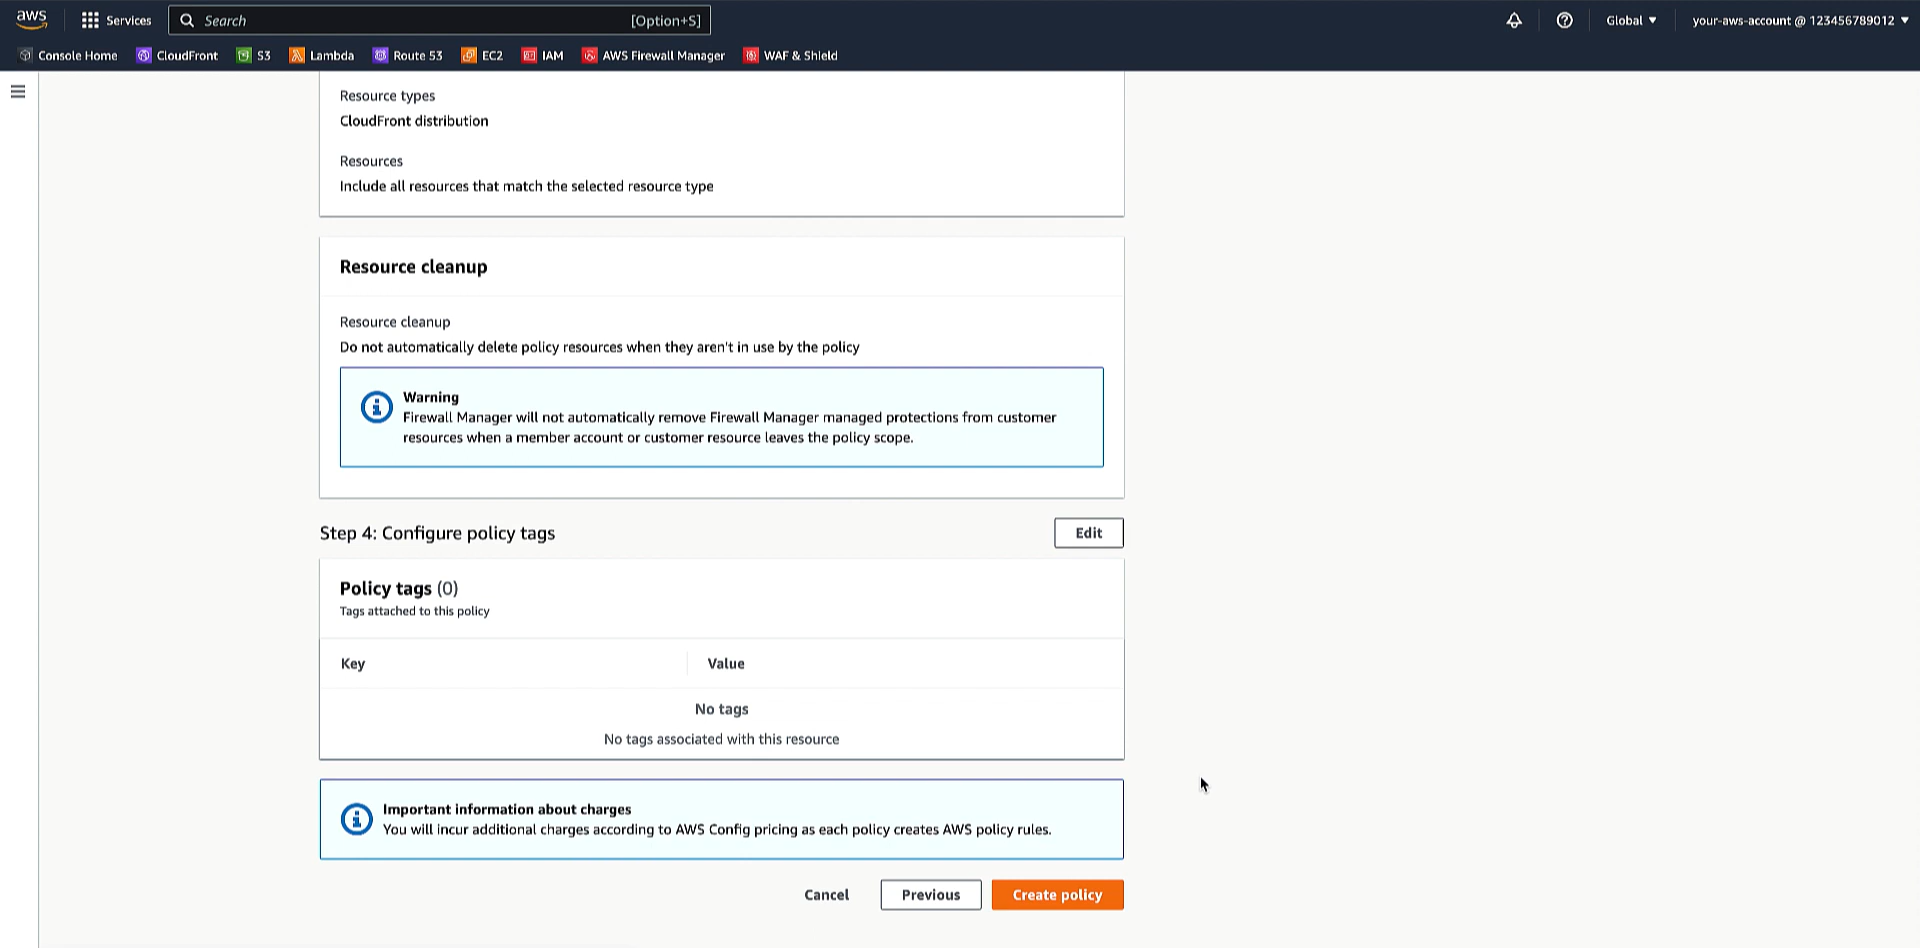 aws
Services
Search
[Option+S]
Global
your-aws-account @ 123456789012
Console Home
CloudFront
S3
Lambda
Route 53
EC2
IAM
AWS Firewall Manager
WAF & Shield
Resource types
CloudFront distribution
Resources
Include all resources that match the selected resource type
Resource cleanup
Resource cleanup
Do not automatically delete policy resources when they aren't in use by the policy
Warning
Firewall Manager will not automatically remove Firewall Manager managed protections from customer
resources when a member account or customer resource leaves the policy scope.
Step 4: Configure policy tags
Edit
Policy tags (0)
Tags attached to this policy
Key
Value
No tags
No tags associated with this resource
Important information about charges
You will incur additional charges according to AWS Config pricing as each policy creates AWS policy rules.
Cancel
Previous
Create policy